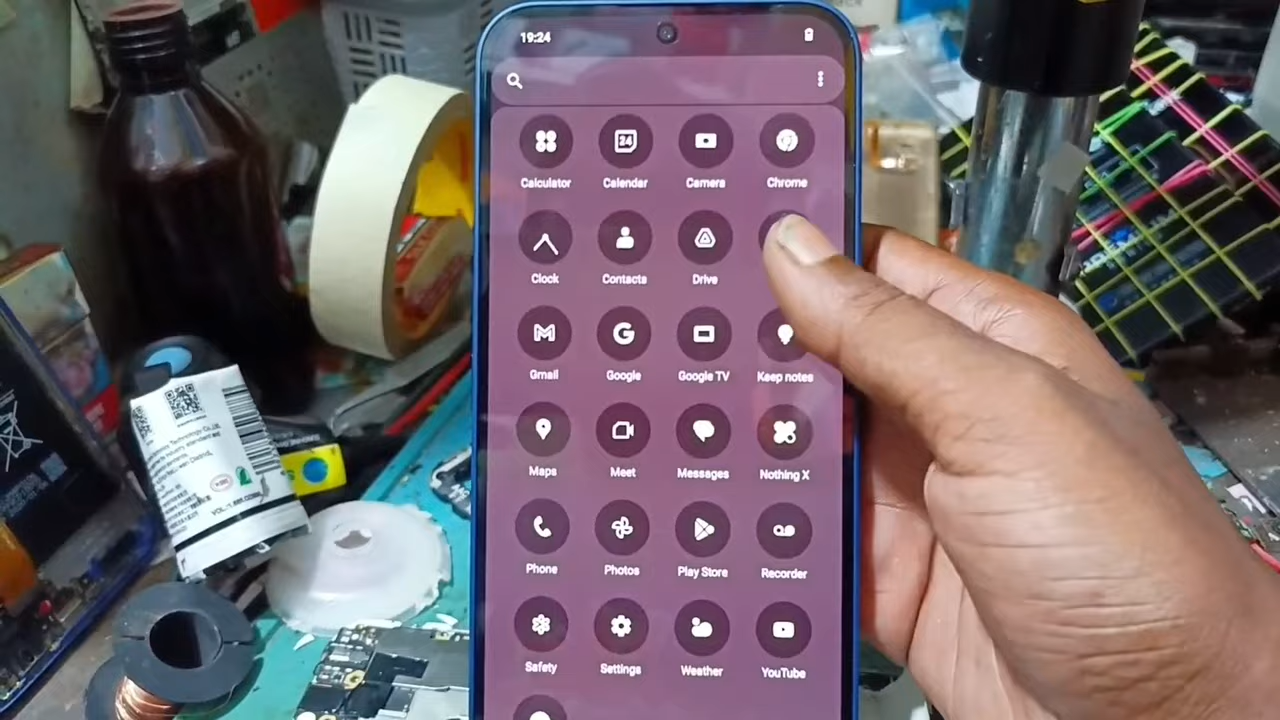 19:24
24
Calculator
Calendar
Camera
Chrome
Clock
Contacts
Drive
Gmail
Google
Google TV
Keep notes
Maps
Meet
Messages
Nothing X
Phone
Photos
Play Store
Recorder
Safety
Settings
Weather
YouTube